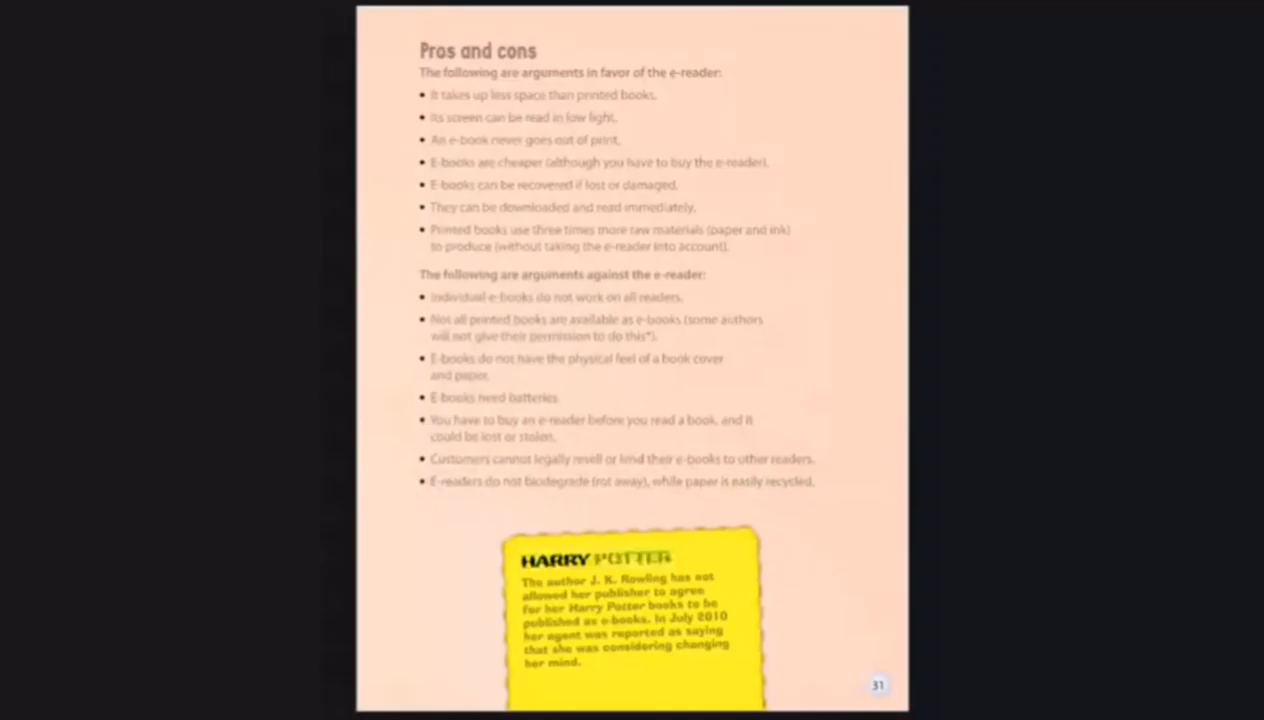 Pros and cons
The following are arguments in favor of the e-reader:
• It takes up less space than printed books.
• Its screen can be read in low light.
• An e-book never goes out of print.
• E-books are cheaper (although you have to buy the e-reader).
• E-books can be recovered if lost or damaged.
• They can be downloaded and read immediately.
• Printed books use three times more raw materials (paper and ink)
to produce (without taking the e-reader into account).
The following are arguments against the e-reader:
• Individual e-books do not work on all readers.
• Not all printed books are available as e-books (some authors
will not give their permission to do this*).
• E-books do not have the physical feel of a book cover
and paper.
• E-books need batteries.
• You have to buy an e-reader before you read a book, and it
could be lost or stolen.
• Customers cannot legally resell or lend their e-books to other readers.
• E-readers do not biodegrade (rot away), while paper is easily recycled.
HARRY POTTER
The author J. K. Rowling has not
allowed her publisher to agree
for her Harry Potter books to be
published as e-books. In July 2010
her agent was reported as saying
that she was considering changing
her mind.
31